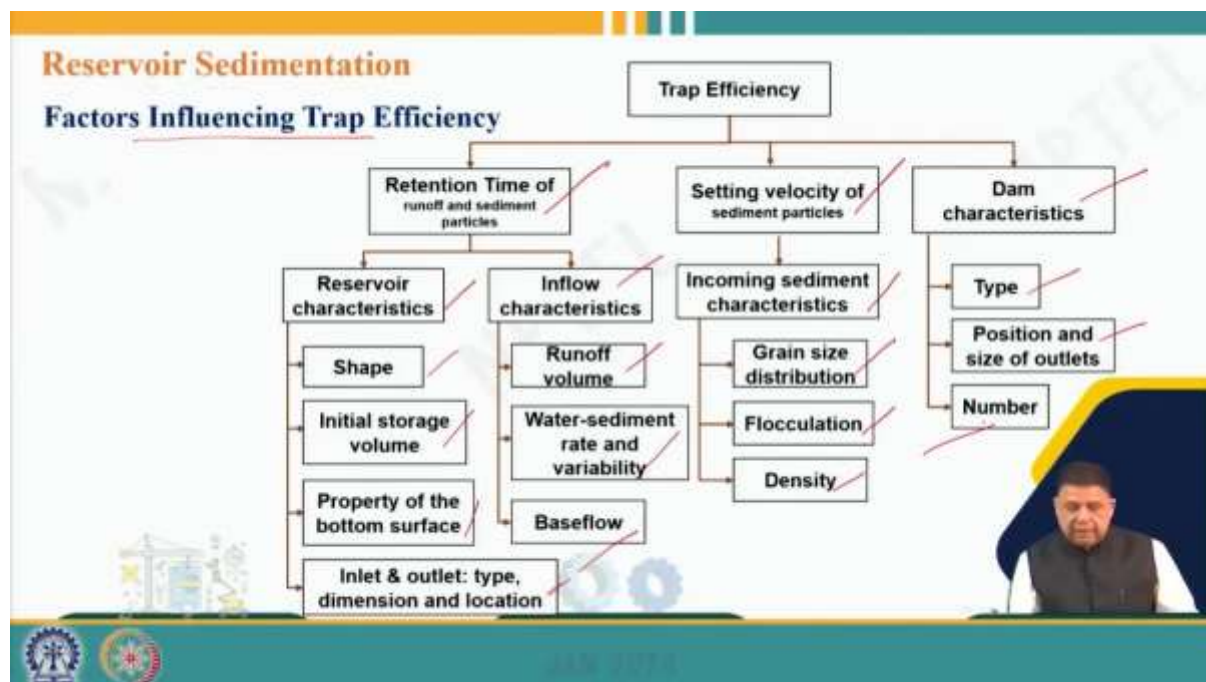 Reservoir Sedimentation
Factors Influencing Trap Efficiency
Trap Efficiency
Retention Time of
runoff and sediment
particles
Setting velocity of
sediment particles
Dam
characteristics
Reservoir
characteristics
Inflow
characteristics
Incoming sediment
characteristics
Type
Position and
size of outlets
Number
Shape
Initial storage
volume
Property of the
bottom surface
Inlet & outlet: type,
dimension and location
Runoff
volume
Water-sediment
rate and
variability
Baseflow
Grain size
distribution
Flocculation
Density
JAN 2024